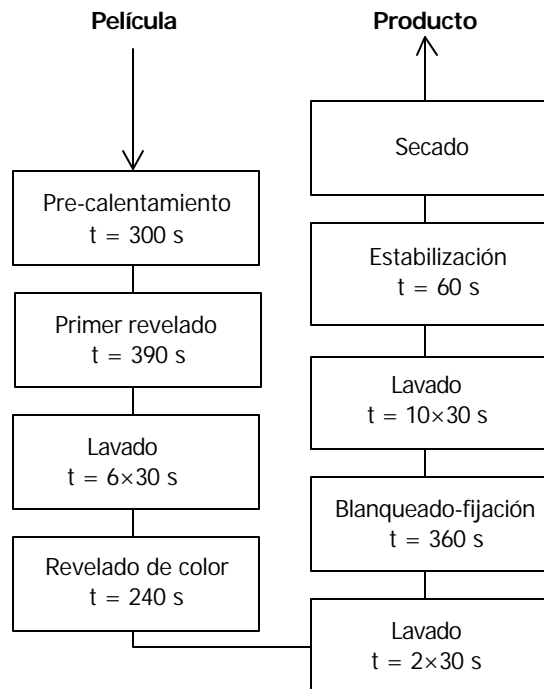 Película
Pre-calentamiento
t = 300 s
Primer revelado
t = 390 s
Lavado
t = 6×30 s
Revelado de color
t = 240 s
Producto
Secado
Estabilización
t = 60 s
Lavado
t = 10×30 s
Blanqueado-fijación
t = 360 s
Lavado
t = 2×30 s